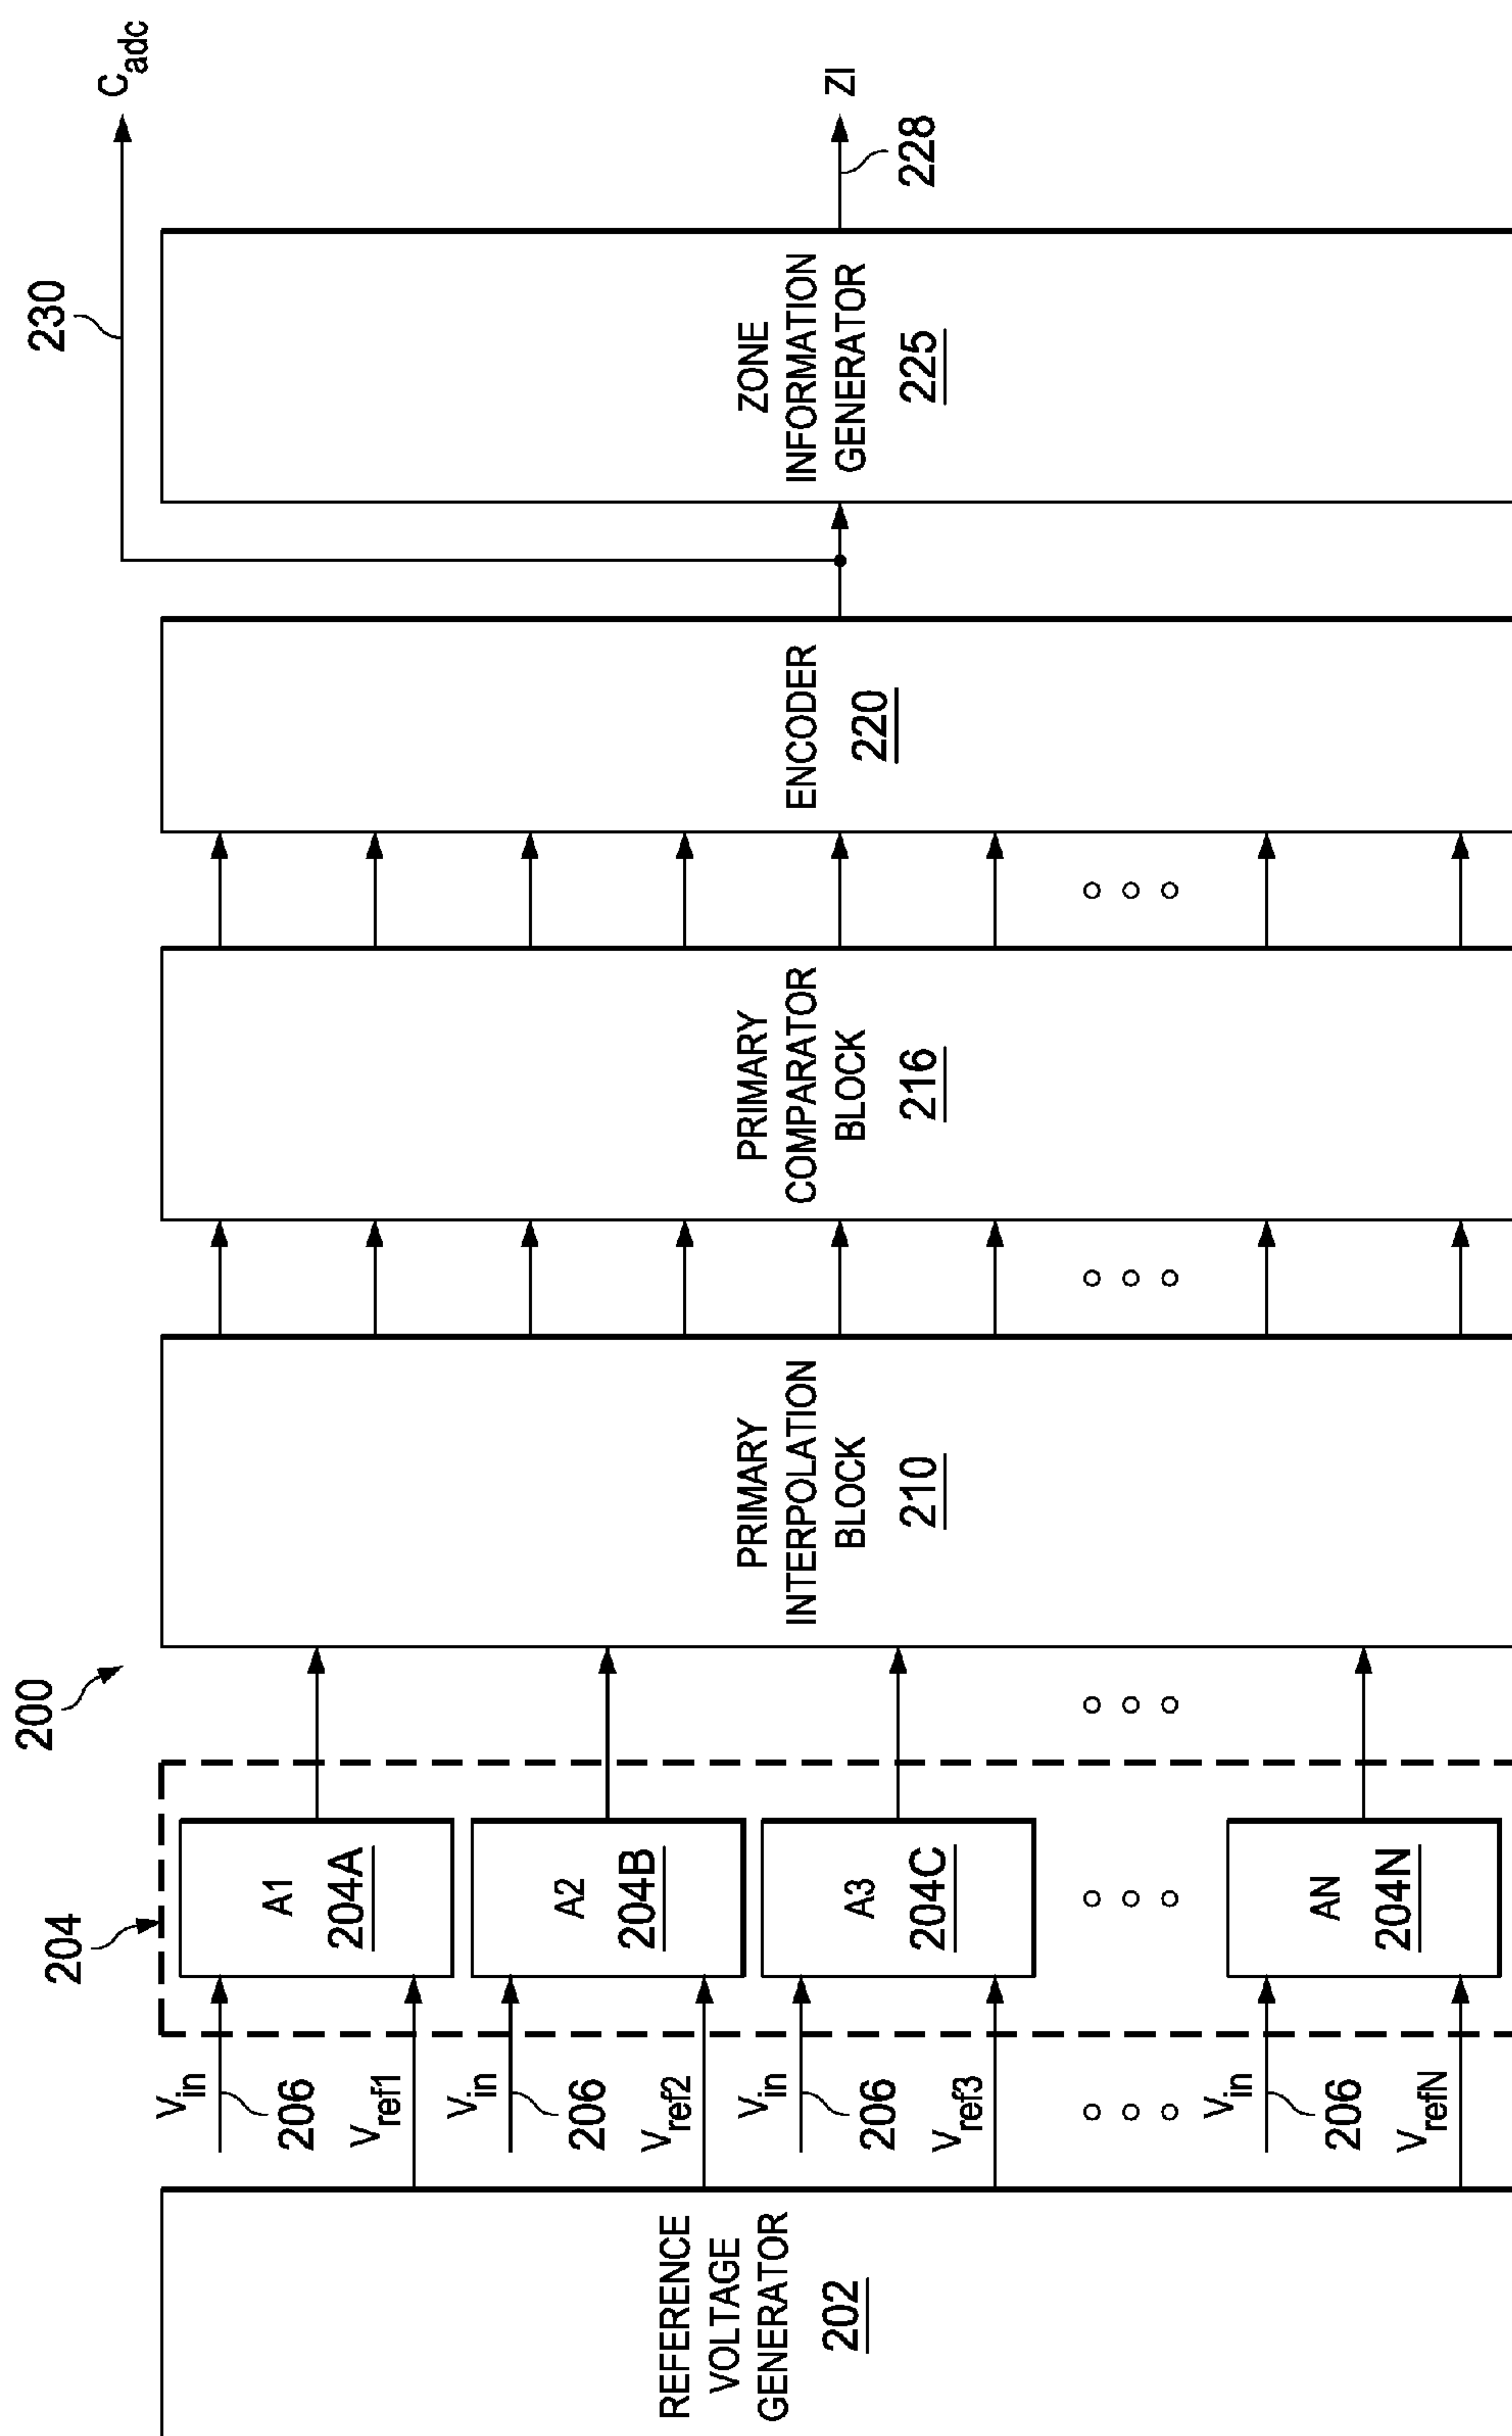 200
204
230
REFERENCE
VOLTAGE
GENERATOR
202
V_in
206
V_ref1
V_in
206
V_ref2
V_in
206
V_ref3
V_in
206
V_refN
A1
204A
A2
204B
A3
204C
AN
204N
PRIMARY
INTERPOLATION
BLOCK
210
PRIMARY
COMPARATOR
BLOCK
216
ENCODER
220
ZONE
INFORMATION
GENERATOR
225
C_adc
ZI
228